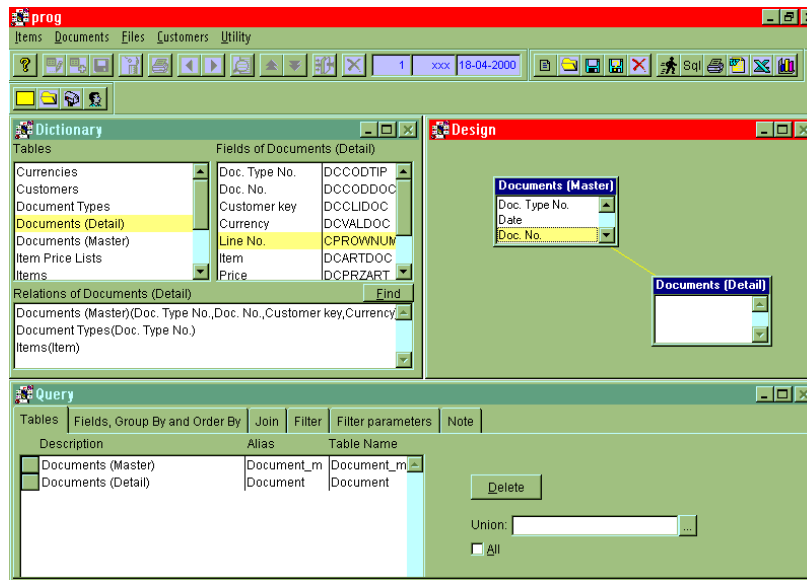 prog
Items Documents Files Customers Utility
1 xxx 18-04-2000 Sql
Dictionary
Tables Fields of Documents (Detail)
Currencies
Customers
Document Types
Documents (Detail)
Documents (Master)
Item Price Lists
Items
Doc. Type No. DCCODTIP
Doc. No. DCCODDOC
Customer key DCCLIDOC
Currency DCVALDOC
Line No. CPROWNUM
Item DCARTDOC
Price DCPRZART
Relations of Documents (Detail) Find
Documents (Master)(Doc. Type No.,Doc. No.,Customer key,Currency
Document Types(Doc. Type No.)
Items(Item)
Design
Documents (Master)
Doc. Type No.
Date
Doc. No.
Documents (Detail)
Query
Tables Fields, Group By and Order By Join Filter Filter parameters Note
Description Alias Table Name
Documents (Master) Document_m Document_m
Documents (Detail) Document Document
Delete
Union: ...
All